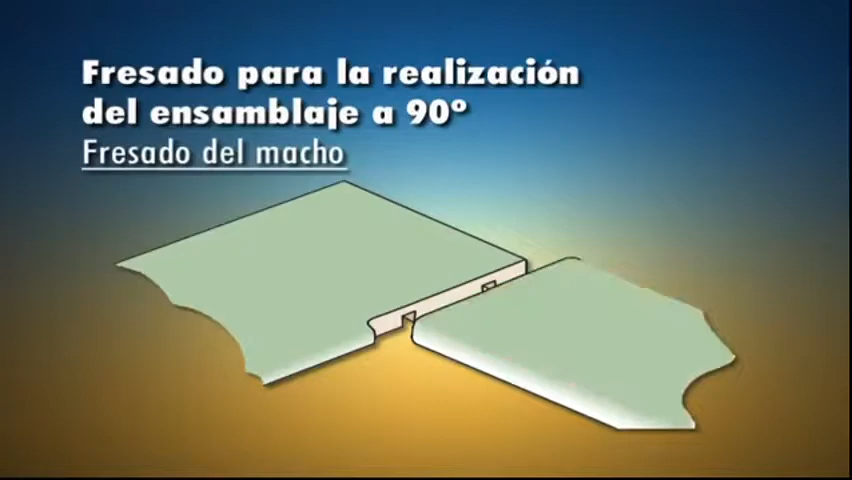 Fresado para la realización
del ensamblaje a 90º
Fresado del macho